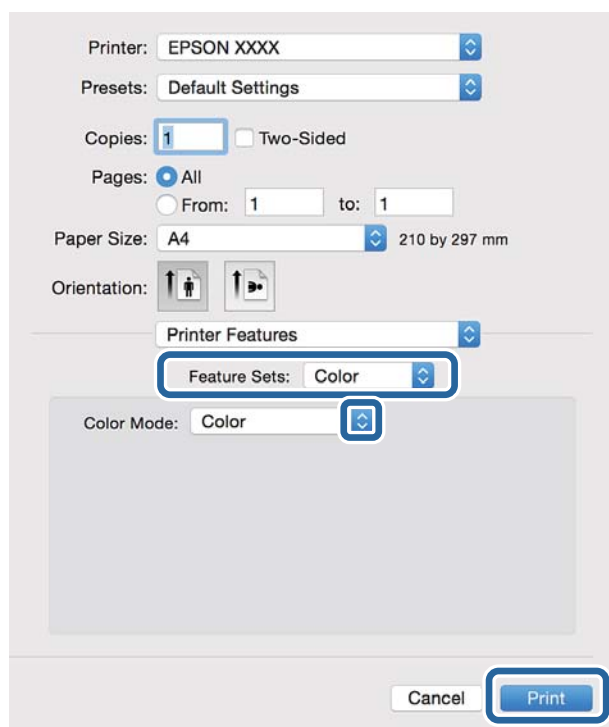 Printer: EPSON XXXX
Presets: Default Settings
Copies: 1 Two-Sided
Pages: All
From: 1 to: 1
Paper Size: A4 210 by 297 mm
Orientation:
Printer Features
Feature Sets: Color
Color Mode: Color
Cancel Print